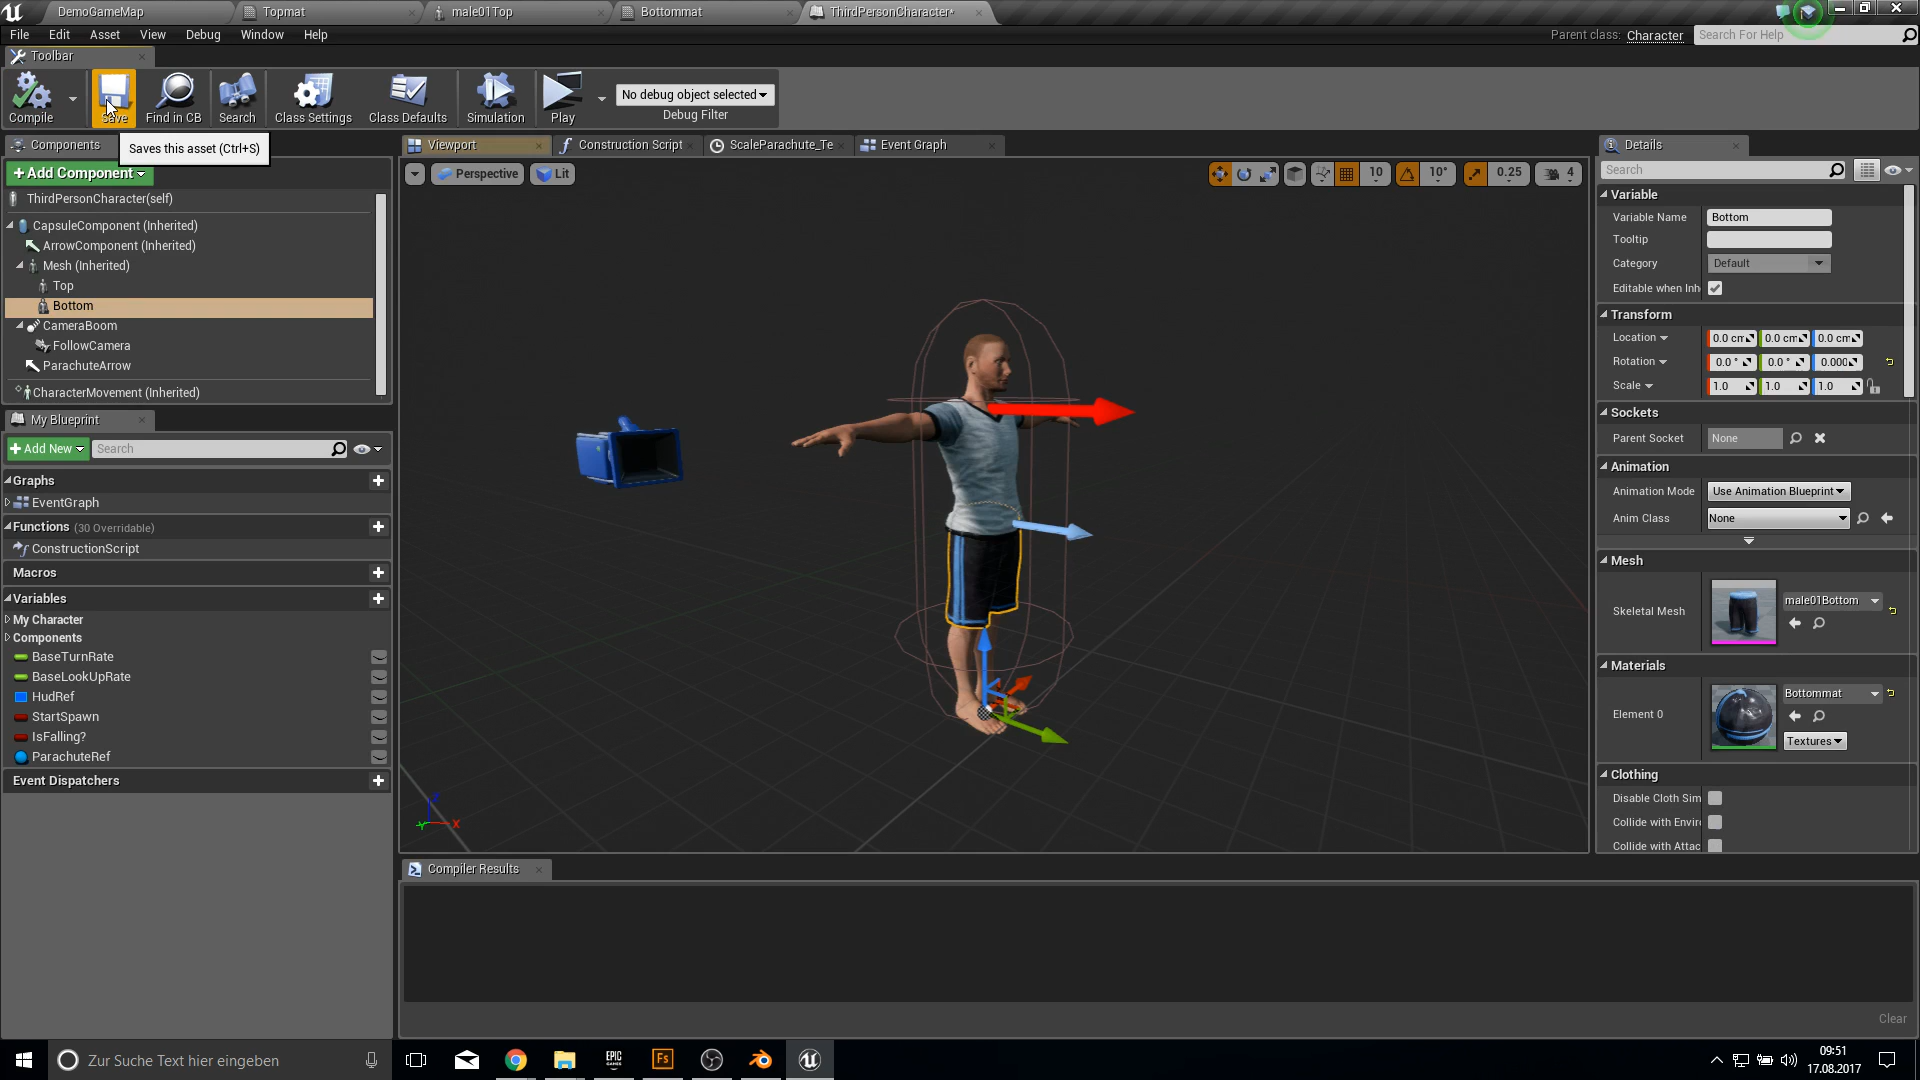 DemoGameMap
Topmat
male01Top
Bottommat
ThirdPersonCharacter*
File Edit Asset View Debug Window Help
Parent class: Character
Search For Help
Toolbar
Compile
Save
Find in CB
Search
Class Settings
Class Defaults
Simulation
Play
No debug object selected
Debug Filter
Saves this asset (Ctrl+S)
Components
+Add Component
ThirdPersonCharacter(self)
CapsuleComponent (Inherited)
ArrowComponent (Inherited)
Mesh (Inherited)
Top
Bottom
CameraBoom
FollowCamera
ParachuteArrow
CharacterMovement (Inherited)
My Blueprint
+Add New
Search
Graphs
EventGraph
Functions (30 Overridable)
ConstructionScript
Macros
Variables
My Character
Components
BaseTurnRate
BaseLookUpRate
HudRef
StartSpawn
IsFalling?
ParachuteRef
Event Dispatchers
Viewport
Construction Script
ScaleParachute_Te
Event Graph
Perspective
Lit
10
10°
0.25
4
X
Compiler Results
Clear
Details
Search
Variable
Variable Name Bottom
Tooltip
Category Default
Editable when Inh
Transform
Location 0.0 cm 0.0 cm 0.0 cm
Rotation 0.0 ° 0.0 ° 0.000
Scale 1.0 1.0 1.0
Sockets
Parent Socket None
Animation
Animation Mode Use Animation Blueprint
Anim Class None
Mesh
Skeletal Mesh male01Bottom
Materials
Element 0 Bottommat
Textures
Clothing
Disable Cloth Sim
Collide with Envir
Collide with Attac
Zur Suche Text hier eingeben
EPIC
GAMES
Fs
09:51
17.08.2017